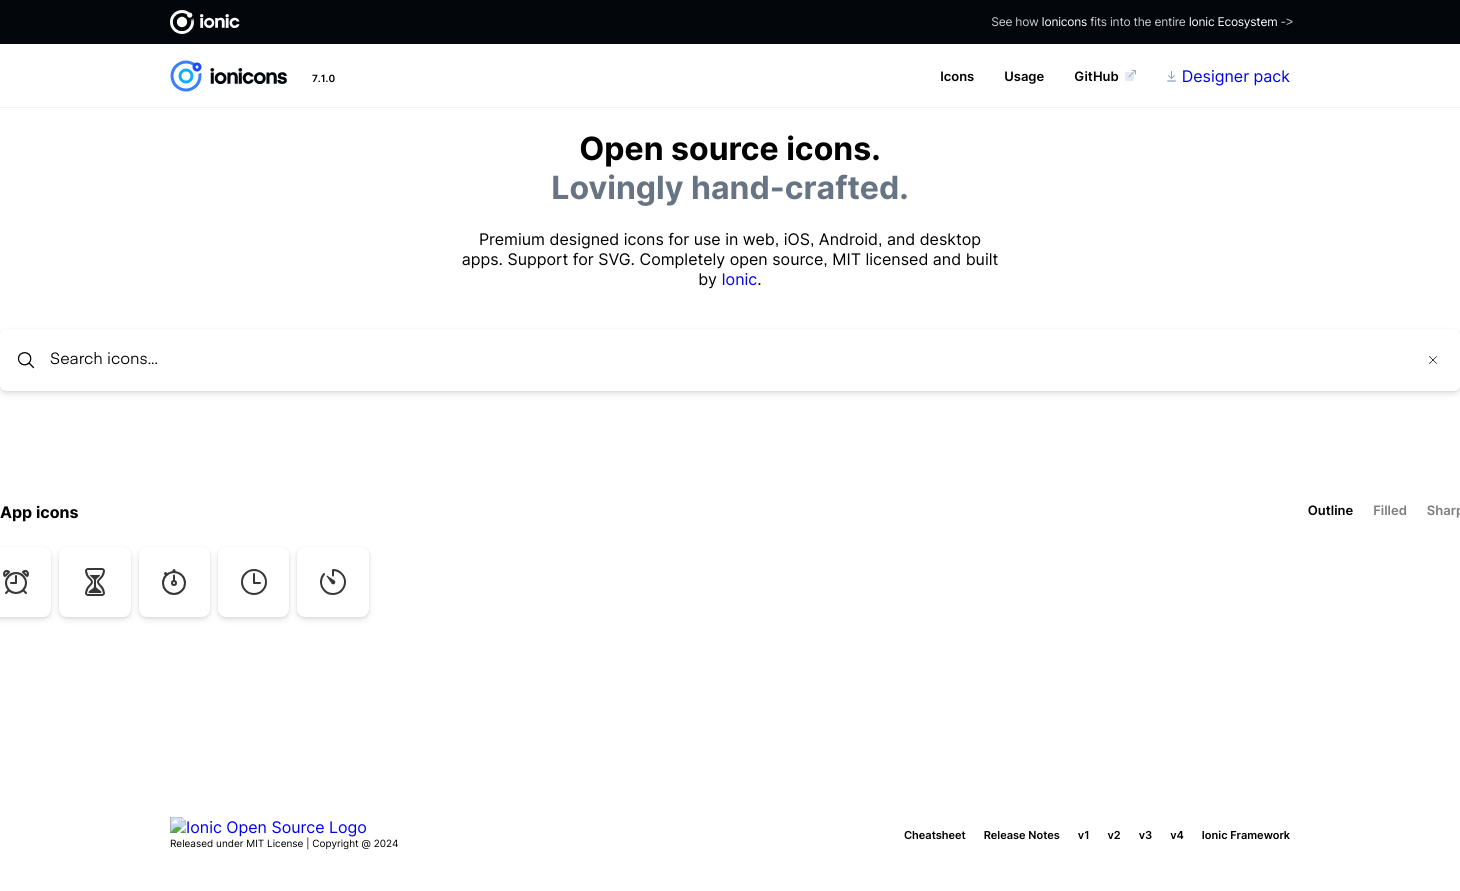 ionic
See how Ionicons fits into the entire Ionic Ecosystem ->
ionicons
7.1.0
Icons
Usage
GitHub
Designer pack
Open source icons.
Lovingly hand-crafted.
Premium designed icons for use in web, iOS, Android, and desktop
apps. Support for SVG. Completely open source, MIT licensed and built
by Ionic.
Search icons...
App icons
Outline
Filled
Sharp
Ionic Open Source Logo
Released under MIT License | Copyright @ 2024
Cheatsheet
Release Notes
v1
v2
v3
v4
Ionic Framework